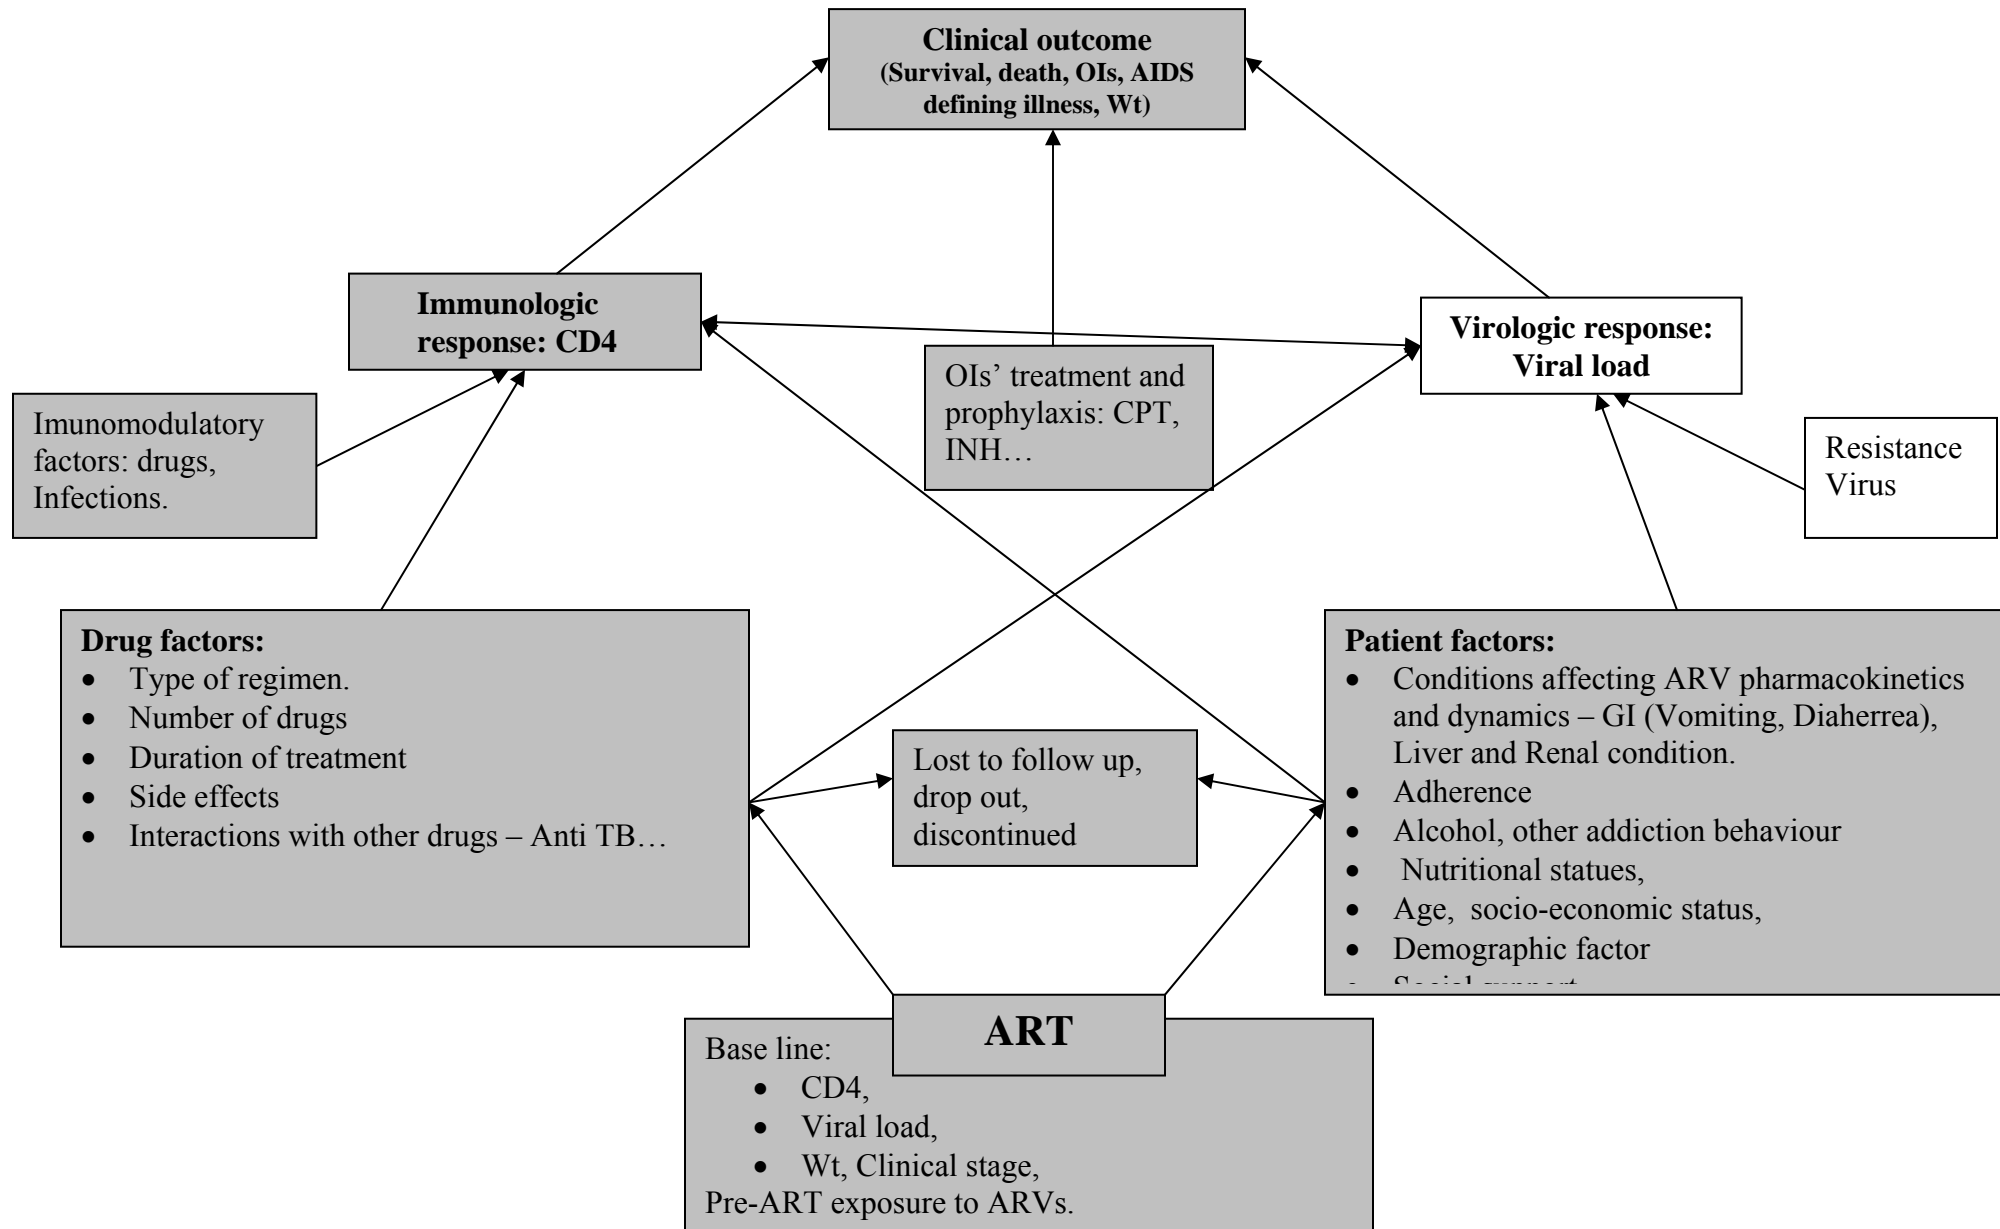 Clinical outcome
(Survival, death, OIs, AIDS
defining illness, Wt)
Immunologic
response: CD4
Virologic response:
Viral load
OIs’ treatment and
prophylaxis: CPT,
INH…
Imunomodulatory
factors: drugs,
Infections.
Resistance
Virus
Drug factors:
• Type of regimen.
• Number of drugs
• Duration of treatment
• Side effects
• Interactions with other drugs – Anti TB…
Lost to follow up,
drop out,
discontinued
Patient factors:
• Conditions affecting ARV pharmacokinetics
and dynamics – GI (Vomiting, Diaherrea),
Liver and Renal condition.
• Adherence
• Alcohol, other addiction behaviour
• Nutritional statues,
• Age, socio-economic status,
• Demographic factor
• Social support
ART
Base line:
• CD4,
• Viral load,
• Wt, Clinical stage,
Pre-ART exposure to ARVs.